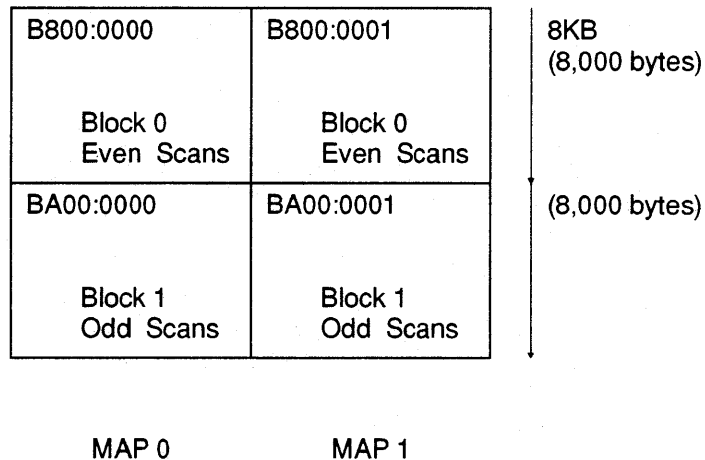 B800:0000
B800:0001
8KB
(8,000 bytes)
Block 0
Even Scans
Block 0
Even Scans
BA00:0000
BA00:0001
(8,000 bytes)
Block 1
Odd Scans
Block 1
Odd Scans
MAP 0
MAP 1